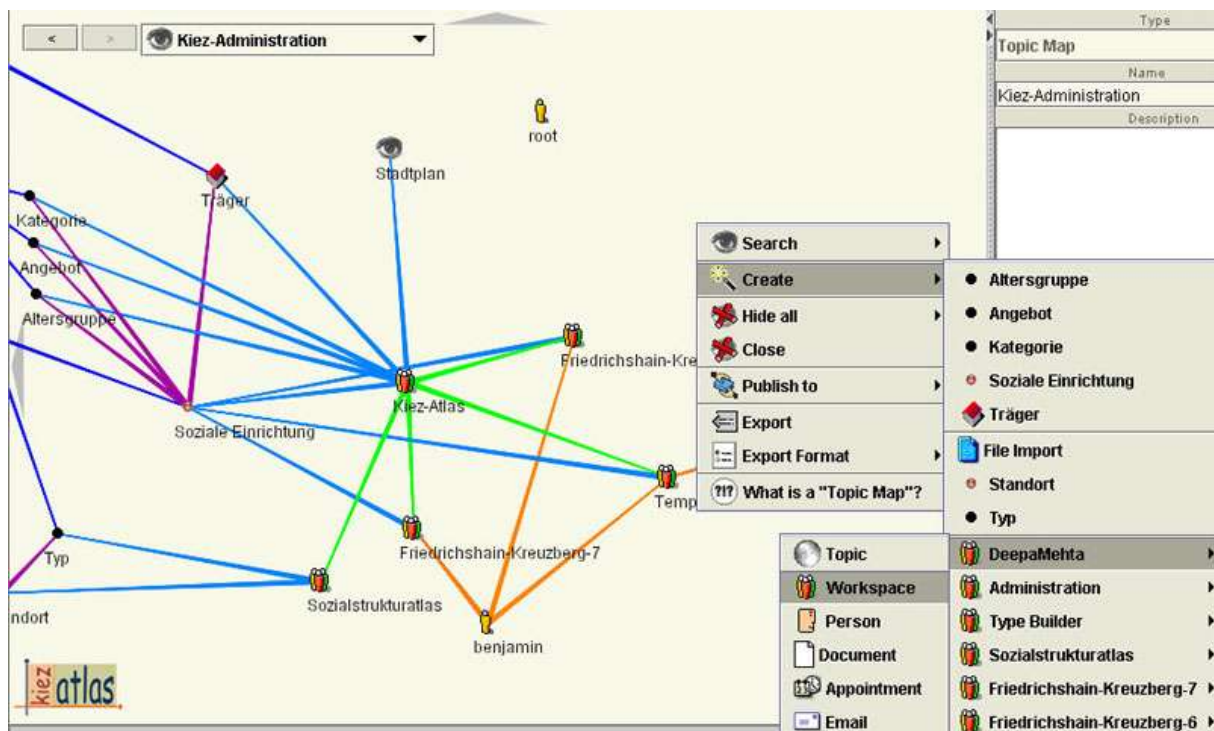 < > Kiez-Administration
Type
Topic Map
Name
Kiez-Administration
Description
root
Stadtplan
Träger
Kategorie
Angebot
Altersgruppe
Friedrichshain-Kre
Kiez-Atlas
Soziale Einrichtung
Temp
Friedrichshain-Kreuzberg-7
Typ
Sozialstrukturatlas
ndort
benjamin
kiez
atlas
Search
Create
Hide all
Close
Publish to
Export
Export Format
?!? What is a "Topic Map"?
Altersgruppe
Angebot
Kategorie
Soziale Einrichtung
Träger
File Import
Standort
Typ
DeepaMehta
Administration
Type Builder
Sozialstrukturatlas
Friedrichshain-Kreuzberg-7
Friedrichshain-Kreuzberg-6
Topic
Workspace
Person
Document
Appointment
Email